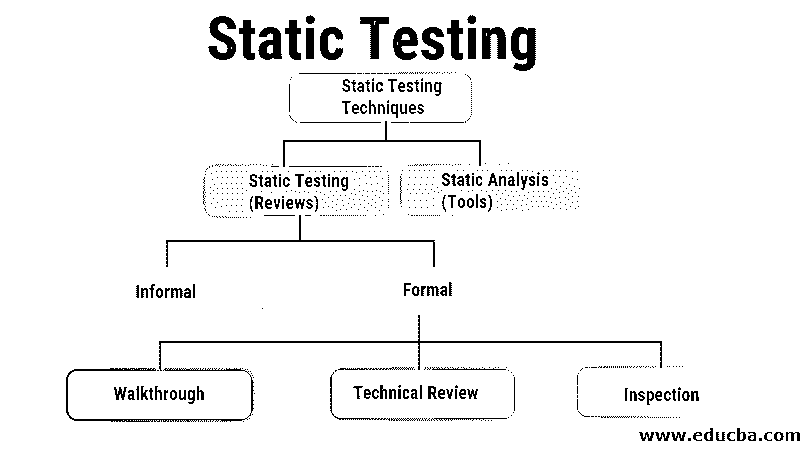 Static Testing
Static Testing
Techniques
Static Testing
(Reviews)
Static Analysis
(Tools)
Informal
Formal
Walkthrough
Technical Review
Inspection
www.educba.com